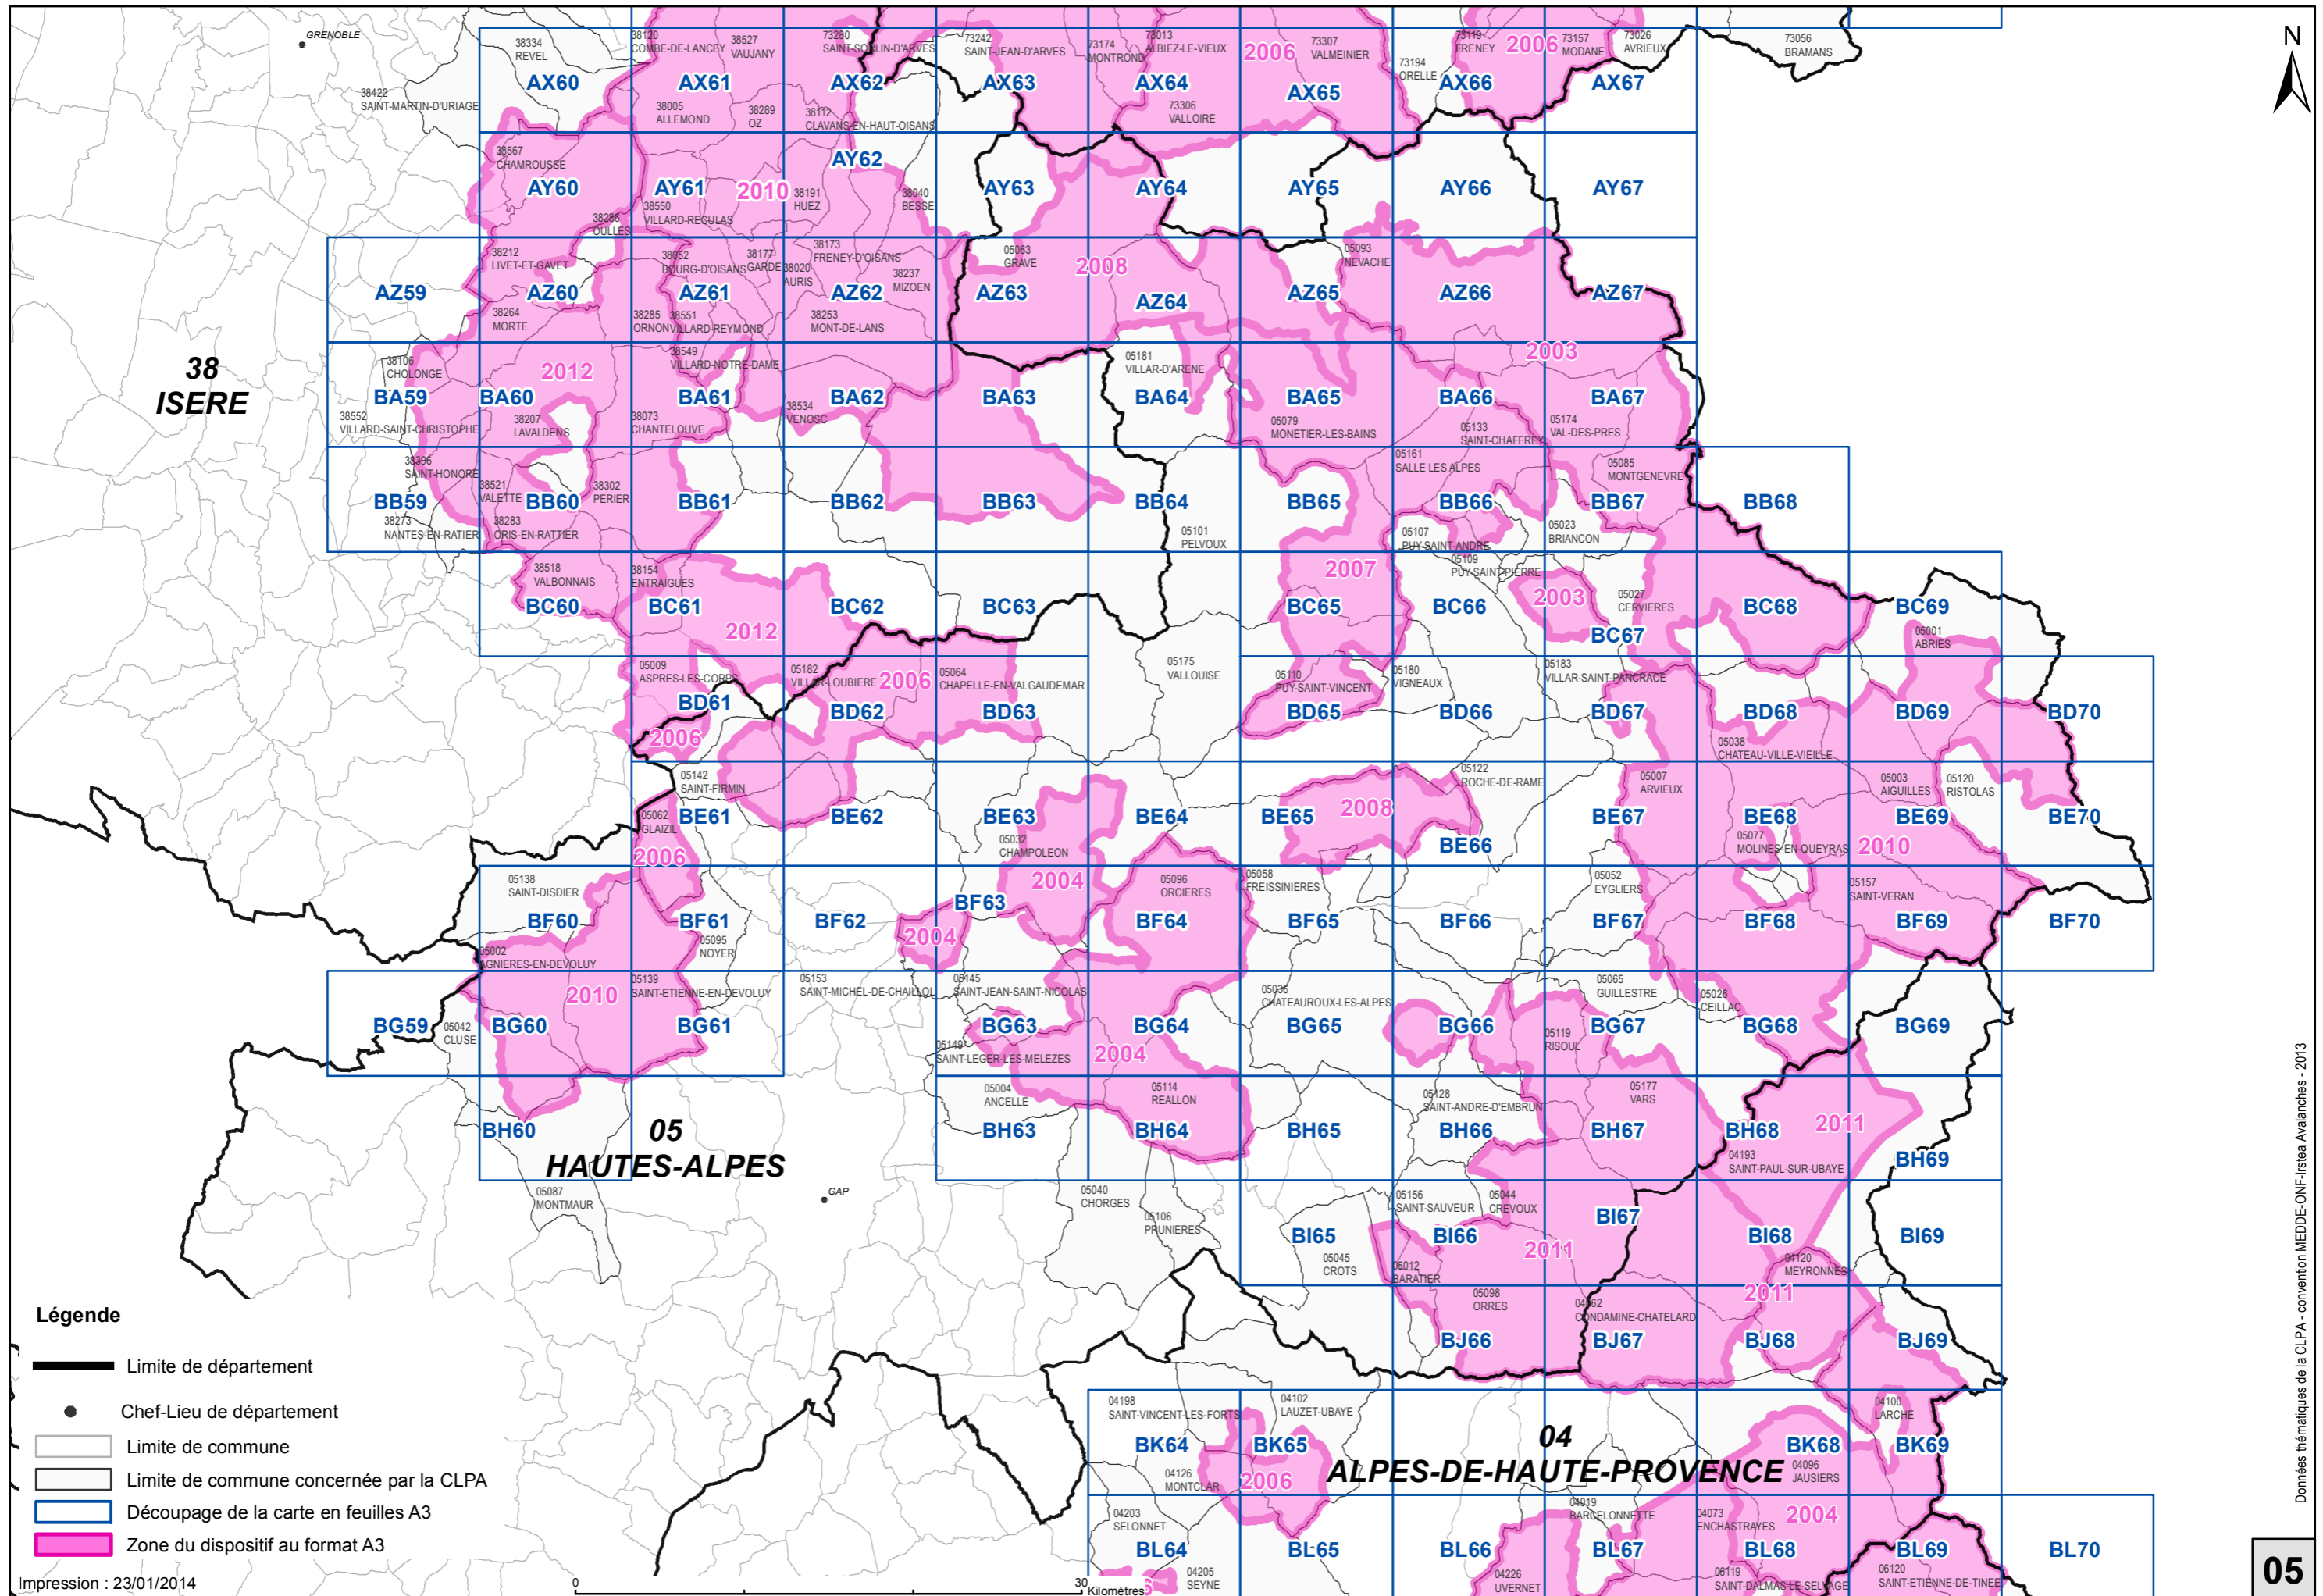 GRENOBLE
38334
REVEL
38120
COMBE-DE-LANCEY
38527
VAUJANY
73280
SAINT-SORLIN-D'ARVES
73242
SAINT-JEAN-D'ARVES
73174
MONTROND
73013
ALBIEZ-LE-VIEUX
2006
73307
VALMEINIER
73119
FRENEY
2006
73157
MODANE
73026
AVRIEUX
73056
BRAMANS
N
73194
ORELLE
AX60
AX61
AX62
AX63
AX64
AX65
AX66
AX67
38422
SAINT-MARTIN-D'URIAGE
38005
ALLEMOND
38289
OZ
38112
CLAVANS-EN-HAUT-OISANS
73306
VALLOIRE
38567
CHAMROUSSE
AY62
AY60
AY61
2010
38191
HUEZ
38040
BESSE
AY63
AY64
AY65
AY66
AY67
38550
VILLARD-RECULAS
38286
OULLES
38212
LIVET-ET-GAVET
38052
BOURG-D'OISANS
38177
GARDE
38020
AURIS
38173
FRENEY-D'OISANS
38237
MIZOEN
05063
GRAVE
2008
05093
NEVACHE
AZ59
AZ60
AZ61
AZ62
AZ63
AZ64
AZ65
AZ66
AZ67
38264
MORTE
38285
ORNON
38551
VILLARD-REYMOND
38253
MONT-DE-LANS
38
ISERE
38106
CHOLONGE
2012
38549
VILLARD-NOTRE-DAME
05181
VILLAR-D'ARENE
2003
BA59
BA60
BA61
BA62
BA63
BA64
BA65
BA66
BA67
38552
VILLARD-SAINT-CHRISTOPHE
38207
LAVALDENS
38073
CHANTELOUVE
38534
VENOSC
05079
MONETIER-LES-BAINS
05133
SAINT-CHAFFREY
05174
VAL-DES-PRES
38396
SAINT-HONORE
38521
VALETTE
38302
PERIER
05161
SALLE LES ALPES
05085
MONTGENEVRE
BB59
BB60
BB61
BB62
BB63
BB64
BB65
BB66
BB67
BB68
38273
NANTES-EN-RATIER
38283
ORIS-EN-RATTIER
05101
PELVOUX
05107
PUY-SAINT-ANDRE
05023
BRIANCON
38518
VALBONNAIS
38154
ENTRAIGUES
2007
05109
PUY-SAINT-PIERRE
2003
05027
CERVIERES
BC60
BC61
BC62
BC63
BC65
BC66
BC67
BC68
BC69
2012
05001
ABRIES
05009
ASPRES-LES-CORPS
05182
VILLAR-LOUBIERE
2006
05064
CHAPELLE-EN-VALGAUDEMAR
05175
VALLOUISE
05110
PUY-SAINT-VINCENT
05180
VIGNEAUX
05183
VILLAR-SAINT-PANCRACE
BD61
BD62
BD63
BD65
BD66
BD67
BD68
BD69
BD70
2006
05038
CHATEAU-VILLE-VIEILLE
05142
SAINT-FIRMIN
05122
ROCHE-DE-RAME
05007
ARVIEUX
05003
AIGUILLES
05120
RISTOLAS
2008
05062
GLAIZIL
BE61
BE62
BE63
BE64
BE65
BE66
BE67
BE68
BE69
BE70
2006
05032
CHAMPOLEON
05077
MOLINES-EN-QUEYRAS
2010
05138
SAINT-DISDIER
2004
05096
ORCIERES
05058
FREISSINIERES
05052
EYGLIERS
05157
SAINT-VERAN
BF60
BF61
BF62
BF63
BF64
BF65
BF66
BF67
BF68
BF69
BF70
2004
05095
NOYER
05002
AGNIERES-EN-DEVOLUY
05139
SAINT-ETIENNE-EN-DEVOLUY
05153
SAINT-MICHEL-DE-CHAILLOL
05145
SAINT-JEAN-SAINT-NICOLAS
05036
CHATEAUROUX-LES-ALPES
05065
GUILLESTRE
05026
CEILLAC
2010
BG59
BG60
BG61
BG63
BG64
BG65
BG66
BG67
BG68
BG69
05042
CLUSE
05149
SAINT-LEGER-LES-MELEZES
2004
05119
RISOUL
05004
ANCELLE
05114
REALLON
05128
SAINT-ANDRE-D'EMBRUN
05177
VARS
2011
BH60
BH63
BH64
BH65
BH66
BH67
BH68
BH69
05
HAUTES-ALPES
04193
SAINT-PAUL-SUR-UBAYE
05087
MONTMAUR
GAP
05040
CHORGES
05106
PRUNIERES
05156
SAINT-SAUVEUR
05044
CREVOUX
BI65
BI66
BI67
BI68
BI69
05045
CROTS
05012
BARATIER
2011
04120
MEYRONNES
05098
ORRES
04062
CONDAMINE-CHATELARD
2011
BJ66
BJ67
BJ68
BJ69
04198
SAINT-VINCENT-LES-FORTS
04102
LAUZET-UBAYE
04100
LARCHE
BK64
BK65
BK68
BK69
04
ALPES-DE-HAUTE-PROVENCE
04126
MONTCLAR
2006
04096
JAUSIERS
04203
SELONNET
04019
BARCELONNETTE
04073
ENCHASTRAYES
2004
BL64
BL65
BL66
BL67
BL68
BL69
BL70
04205
SEYNE
04226
UVERNET
06119
SAINT-DALMAS-LE-SELVAGE
06120
SAINT-ETIENNE-DE-TINEE
Légende
Limite de département
Chef-Lieu de département
Limite de commune
Limite de commune concernée par la CLPA
Découpage de la carte en feuilles A3
Zone du dispositif au format A3
Impression : 23/01/2014
0
30
Kilomètres
Données thématiques de la CLPA - convention MEDDE-ONF-Irstea Avalanches - 2013
05